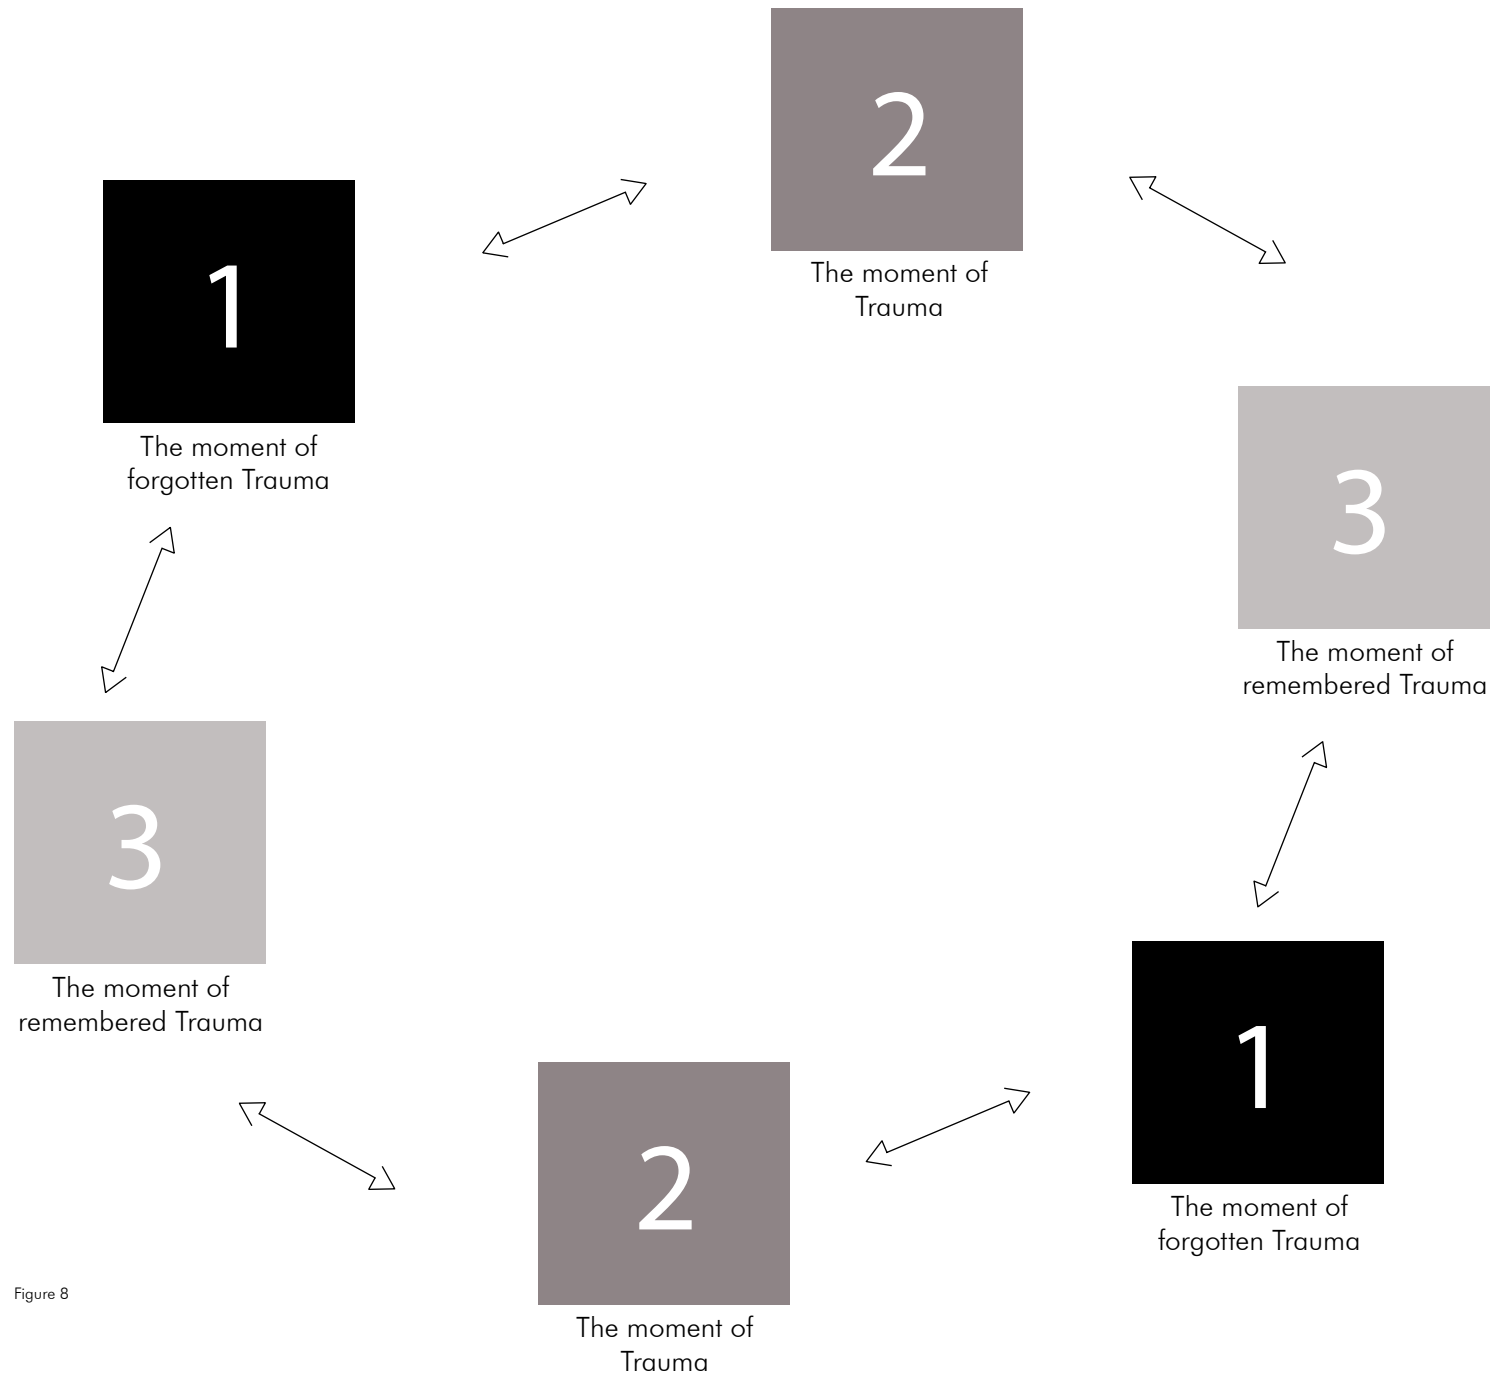 2
The moment of
Trauma
1
The moment of
forgotten Trauma
3
The moment of
remembered Trauma
3
The moment of
remembered Trauma
1
The moment of
forgotten Trauma
2
The moment of
Trauma
Figure 8